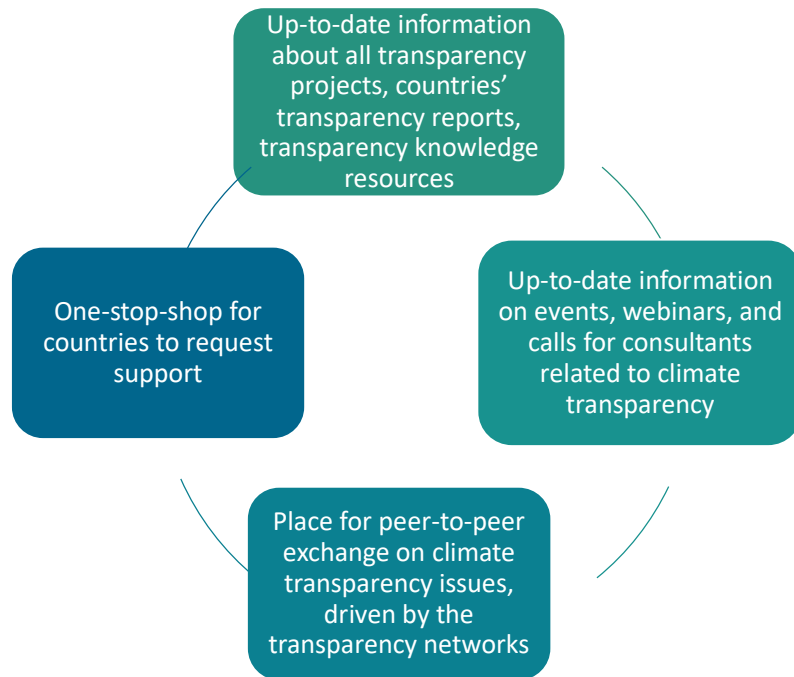 Up-to-date information
about all transparency
projects, countries’
transparency reports,
transparency knowledge
resources
One-stop-shop for
countries to request
support
Up-to-date information
on events, webinars, and
calls for consultants
related to climate
transparency
Place for peer-to-peer
exchange on climate
transparency issues,
driven by the
transparency networks